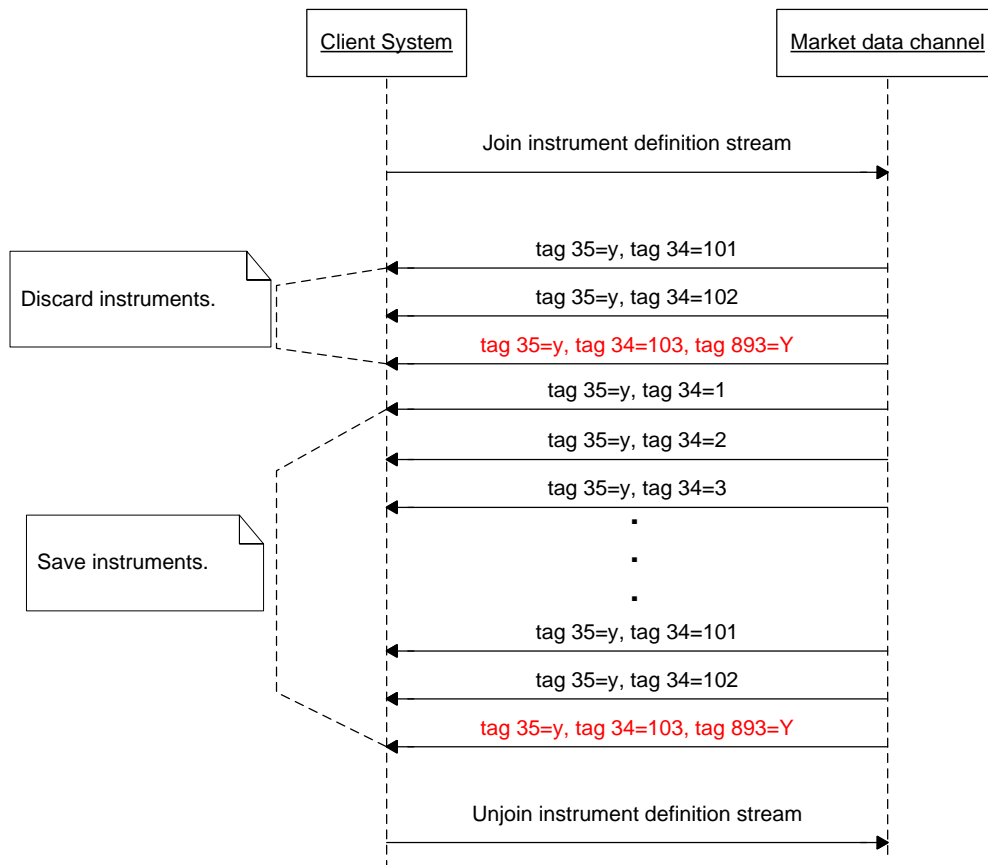 Client System
Market data channel
Join instrument definition stream
tag 35=y, tag 34=101
Discard instruments.
tag 35=y, tag 34=102
tag 35=y, tag 34=103, tag 893=Y
tag 35=y, tag 34=1
tag 35=y, tag 34=2
tag 35=y, tag 34=3
Save instruments.
tag 35=y, tag 34=101
tag 35=y, tag 34=102
tag 35=y, tag 34=103, tag 893=Y
Unjoin instrument definition stream